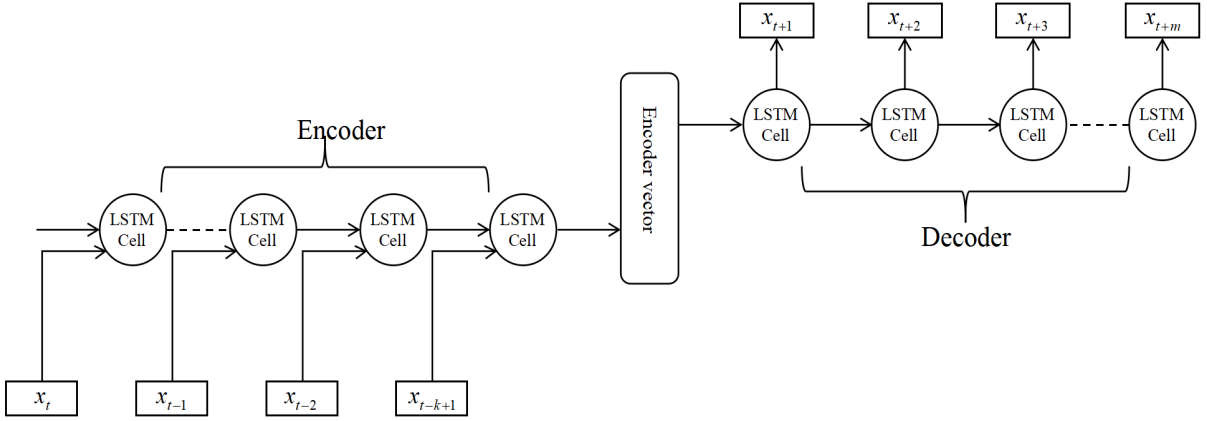 x_{t+1} x_{t+2} x_{t+3} x_{t+m}
LSTM Cell
LSTM Cell
LSTM Cell
LSTM Cell
Encoder
Encoder vector
LSTM Cell
LSTM Cell
LSTM Cell
LSTM Cell
Decoder
x_t x_{t-1} x_{t-2} x_{t-k+1}